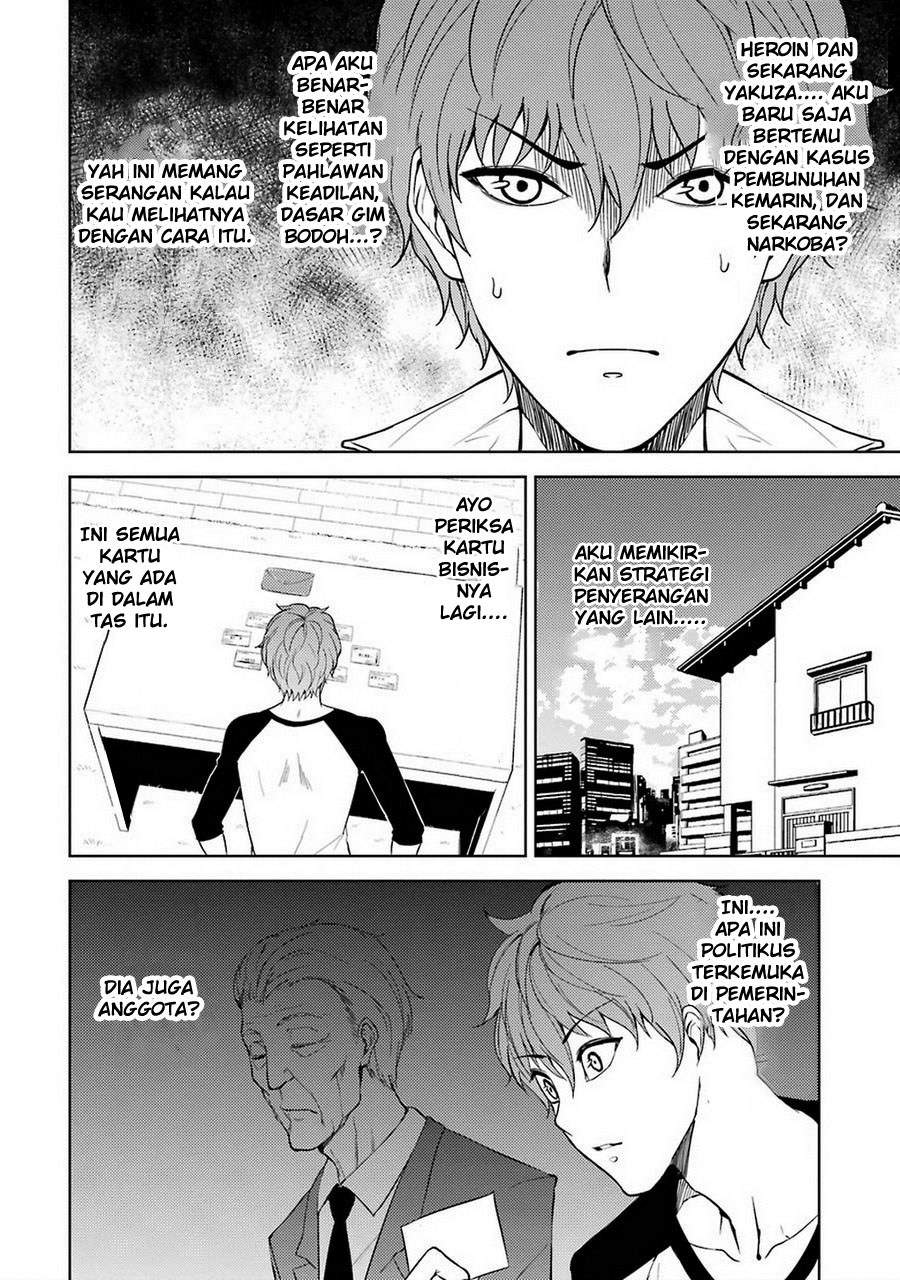 HEROIN DAN
SEKARANG
YAKUZA.... AKU
BARU SAJA
BERTEMU
DENGAN KASUS
PEMBUNUHAN
KEMARIN, DAN
SEKARANG
NARKOBA?
APA AKU
BENAR-
BENAR
KELIHATAN
SEPERTI
PAHLAWAN
KEADILAN,
DASAR GIM
BODOH...?
YAH INI MEMANG
SERANGAN KALAU
KAU MELIHATNYA
DENGAN CARA ITU.
AKU MEMIKIR-
KAN STRATEGI
PENYERANGAN
YANG LAIN.....
AYO
PERIKSA
KARTU
BISNIS-
NYA
LAGI....
INI SEMUA
KARTU
YANG ADA
DI DALAM
TAS ITU.
INI....
APA INI
POLITIKUS
TERKEMUKA
DI PEMERIN-
TAHAN?
DIA JUGA
ANGGOTA?